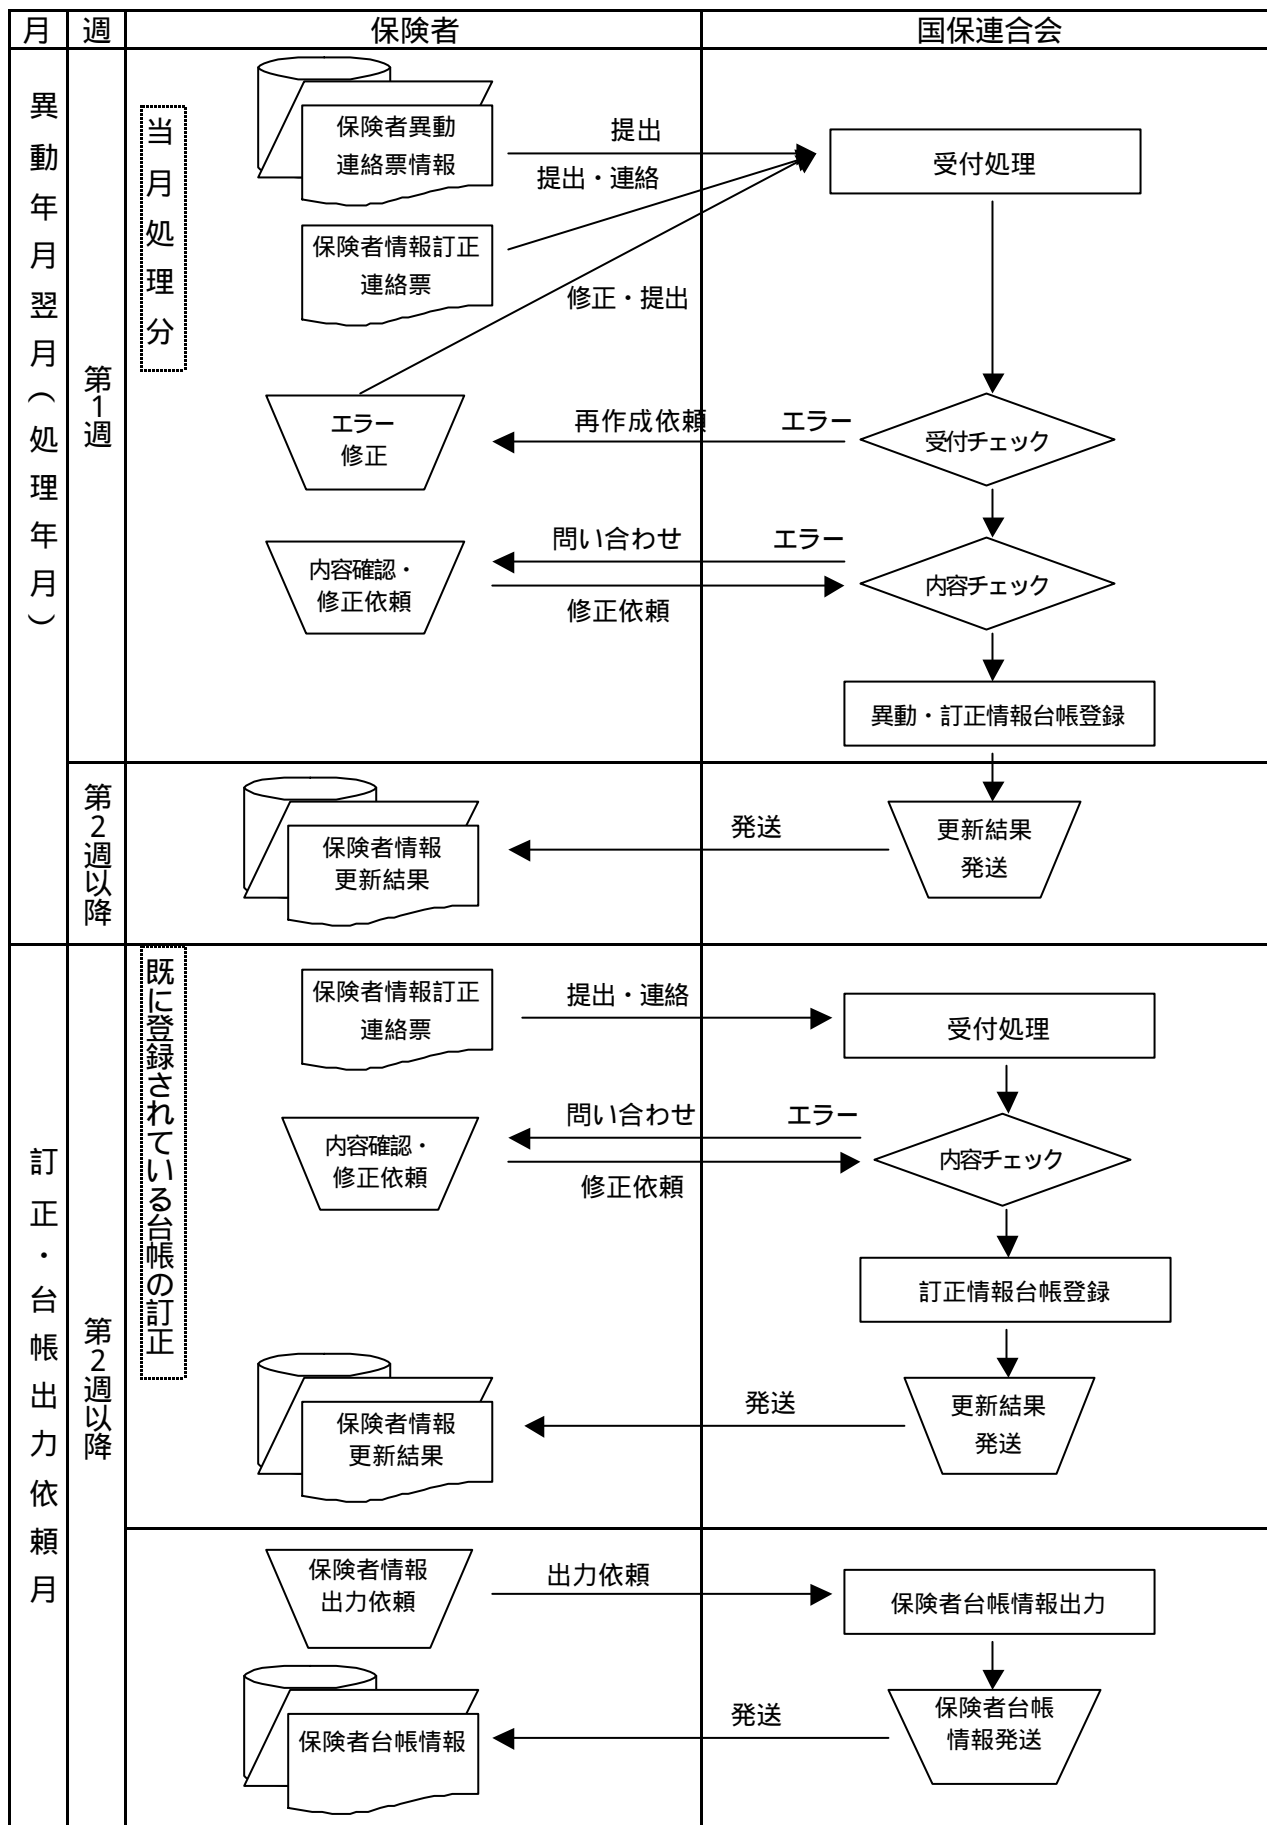 月
週
保険者
国保連合会
異動年月翌月(処理年月)
第1週
当月処理分
保険者異動
連絡票情報
提出
提出・連絡
受付処理
保険者情報訂正
連絡票
修正・提出
エラー
修正
再作成依頼
エラー
受付チェック
内容確認・
修正依頼
問い合わせ
エラー
修正依頼
内容チェック
異動・訂正情報台帳登録
第2週以降
保険者情報
更新結果
発送
更新結果
発送
訂正・台帳出力依頼月
第2週以降
既に登録されている台帳の訂正
保険者情報訂正
連絡票
提出・連絡
受付処理
内容確認・
修正依頼
問い合わせ
エラー
修正依頼
内容チェック
訂正情報台帳登録
保険者情報
更新結果
発送
更新結果
発送
保険者情報
出力依頼
出力依頼
保険者台帳情報出力
保険者台帳情報
発送
保険者台帳
情報発送